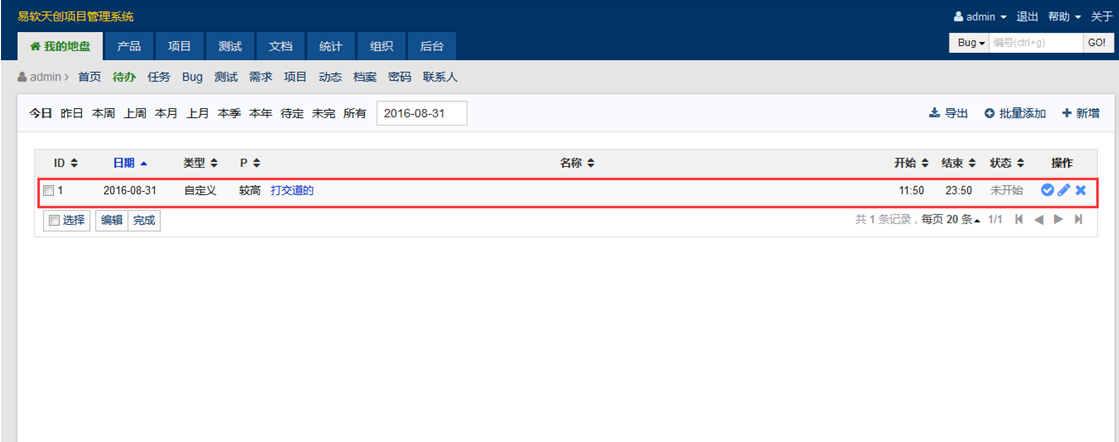 易软天创项目管理系统
admin 退出 帮助 关于
我的地盘 产品 项目 测试 文档 统计 组织 后台
Bug 编号(ctrl+g) GO!
admin 首页 待办 任务 Bug 测试 需求 项目 动态 档案 密码 联系人
今日 昨日 本周 上周 本月 上月 本季 本年 待定 未完 所有 2016-08-31
导出 批量添加 新增
ID 日期 类型 P 名称 开始 结束 状态 操作
1 2016-08-31 自定义 较高 打交道的 11:50 23:50 未开始
选择 编辑 完成
共 1 条记录，每页 20 条 1/1